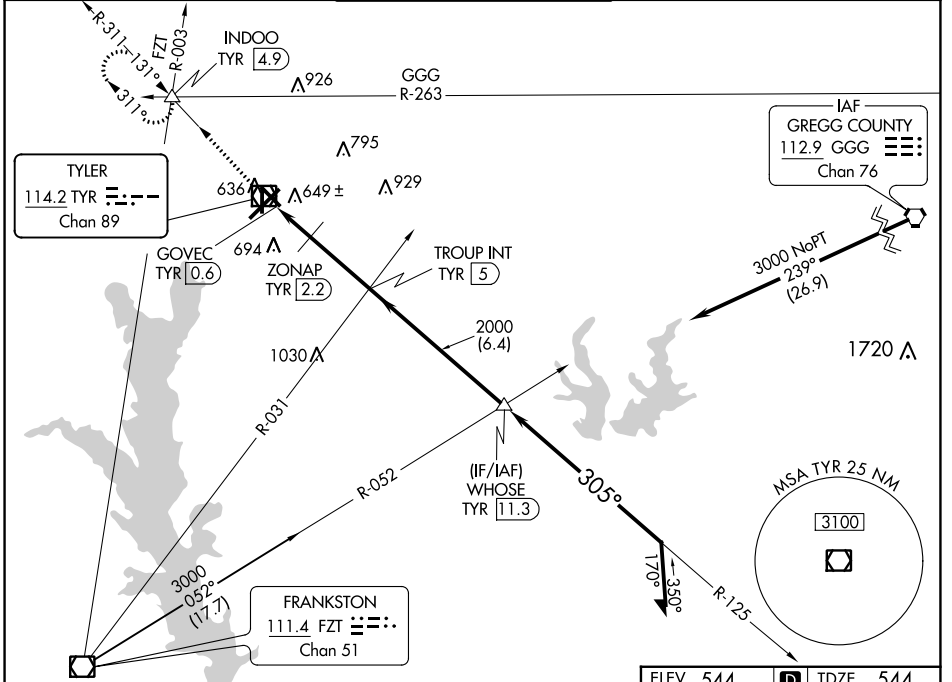 R-311
131°
FZT
R-003
INDOO
TYR 4.9
311°
926
GGG
R-263
IAF
GREGG COUNTY
112.9 GGG
Chan 76
795
TYLER
114.2 TYR
Chan 89
636
649 ±
929
694
GOVEC
TYR 0.6
ZONAP
TYR 2.2
TROUP INT
TYR 5
3000 NoPT
239°
(26.9)
2000
(6.4)
1030
1720
R-031
R-052
(IF/IAF)
WHOSE
TYR 11.3
305°
MSA TYR 25 NM
3100
170°
350°
R-125
3000
052°
(17.7)
FRANKSTON
111.4 FZT
Chan 51
ELEV 544
D
TDZE 544